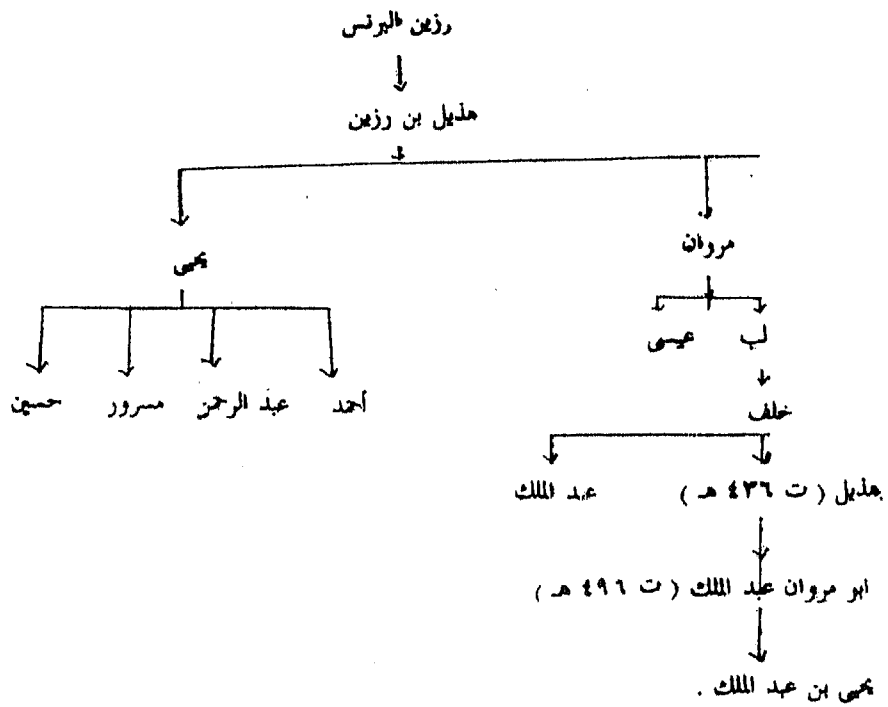 رزين البرنس
هذيل بن رزين
مروان
يحيى
لب عيسى
أحمد عبد الرحمن مسرور حسين
خلف
هذيل ( ت ٤٣٦ هـ ) عبد الملك
ابو مروان عبد الملك ( ت ٤٩٦ هـ )
يحيى بن عبد الملك .